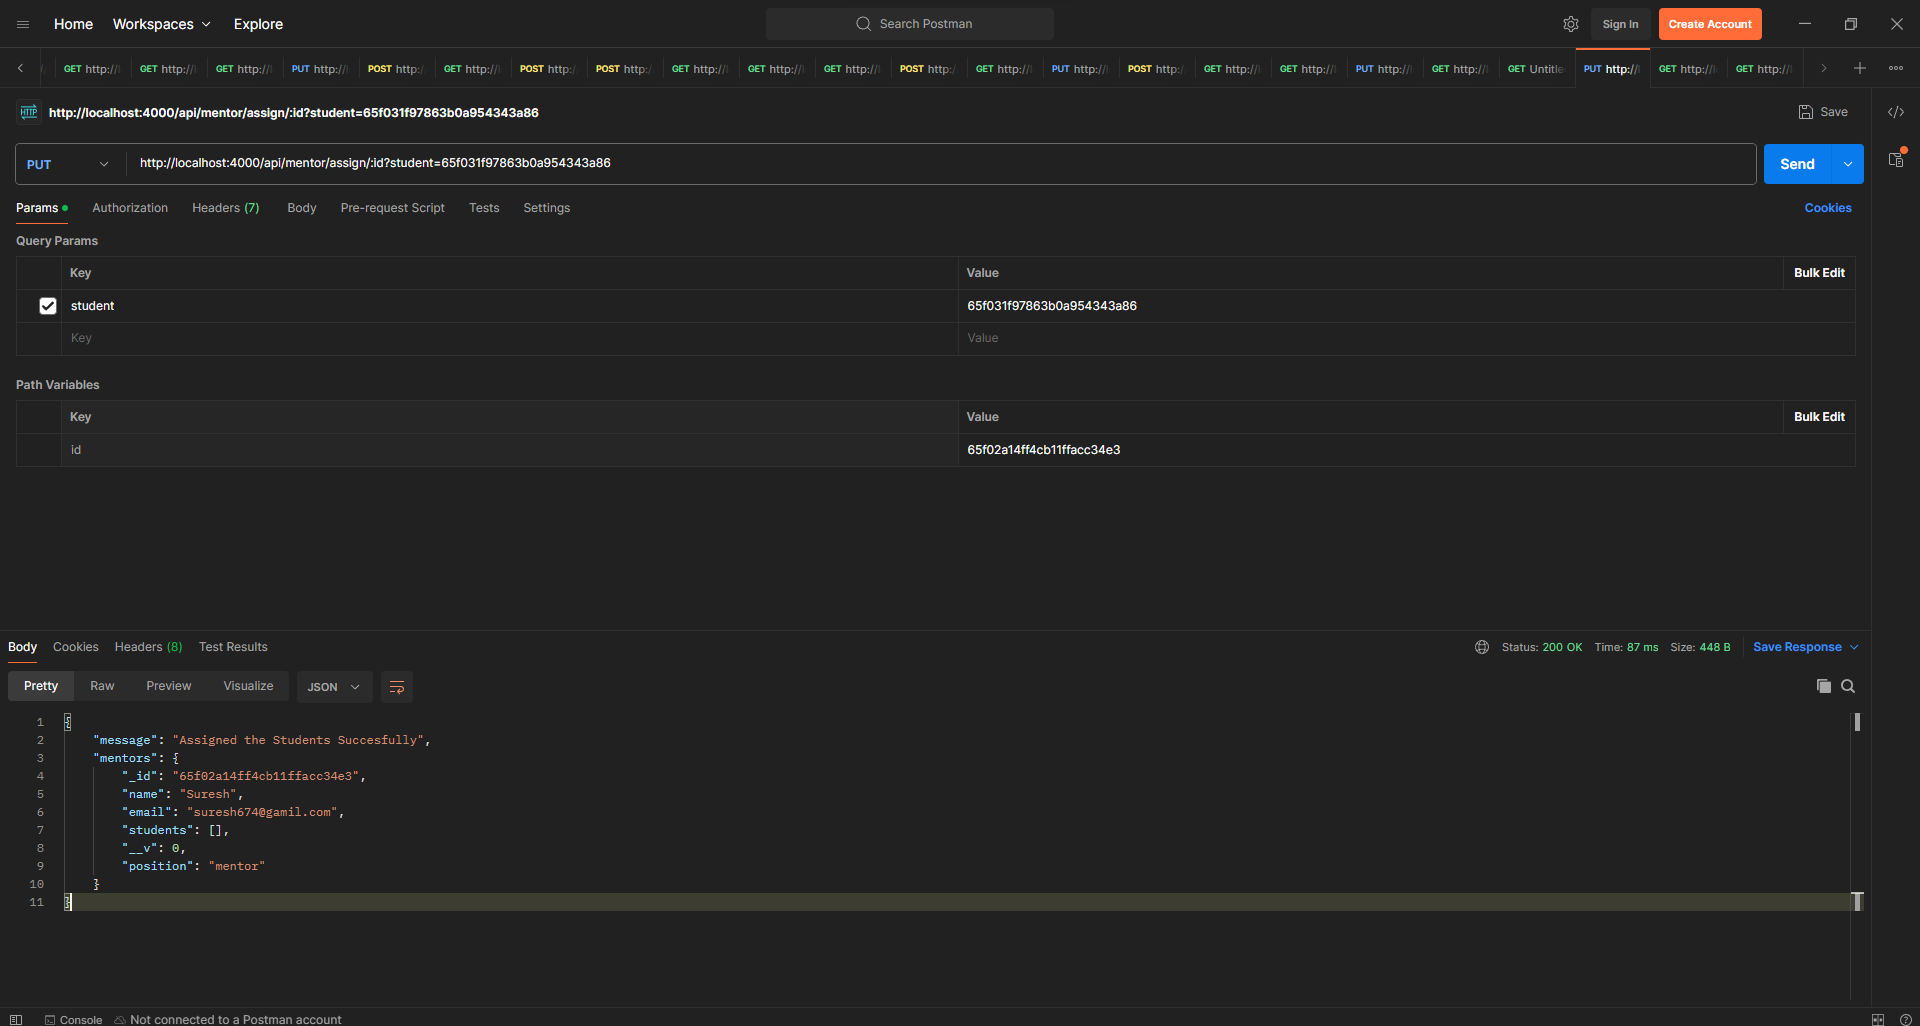 Home Workspaces Explore Search Postman Sign In Create Account
GET http:// GET http:// GET http:// PUT http:// POST http: GET http:// POST http: POST http: GET http:// GET http:// GET http:// POST http: GET http:// PUT http:// POST http: GET http:// GET http:// PUT http:// GET http:// GET Untitle PUT http:// GET http:// GET http://
HTTP http://localhost:4000/api/mentor/assign/:id?student=65f031f97863b0a954343a86 Save
PUT http://localhost:4000/api/mentor/assign/:id?student=65f031f97863b0a954343a86 Send
Params Authorization Headers (7) Body Pre-request Script Tests Settings Cookies
Query Params
Key Value Bulk Edit
student 65f031f97863b0a954343a86
Key Value
Path Variables
Key Value Bulk Edit
id 65f02a14ff4cb11ffacc34e3
Body Cookies Headers (8) Test Results Status: 200 OK Time: 87 ms Size: 448 B Save Response
Pretty Raw Preview Visualize JSON
1 {
2 "message": "Assigned the Students Succesfully",
3 "mentors": {
4 "_id": "65f02a14ff4cb11ffacc34e3",
5 "name": "Suresh",
6 "email": "suresh674@gamil.com",
7 "students": [],
8 "__v": 0,
9 "position": "mentor"
10 }
11 }
Console Not connected to a Postman account